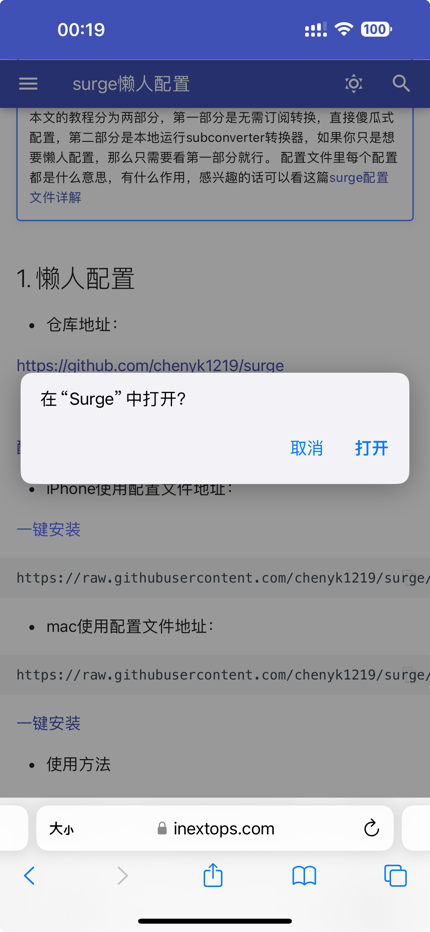 00:19
100
surge懒人配置
本文的教程分为两部分，第一部分是无需订阅转换，直接傻瓜式
配置，第二部分是本地运行subconverter转换器，如果你只是想
要懒人配置，那么只需要看第一部分就行。 配置文件里每个配置
都是什么意思，有什么作用，感兴趣的话可以看这篇surge配置
文件详解
1. 懒人配置
• 仓库地址：
https://github.com/chenyk1219/surge
在“Surge”中打开?
取消 打开
• iPhone使用配置文件地址：
一键安装
https://raw.githubusercontent.com/chenyk1219/surge/
• mac使用配置文件地址：
https://raw.githubusercontent.com/chenyk1219/surge/
一键安装
• 使用方法
大小 inextops.com